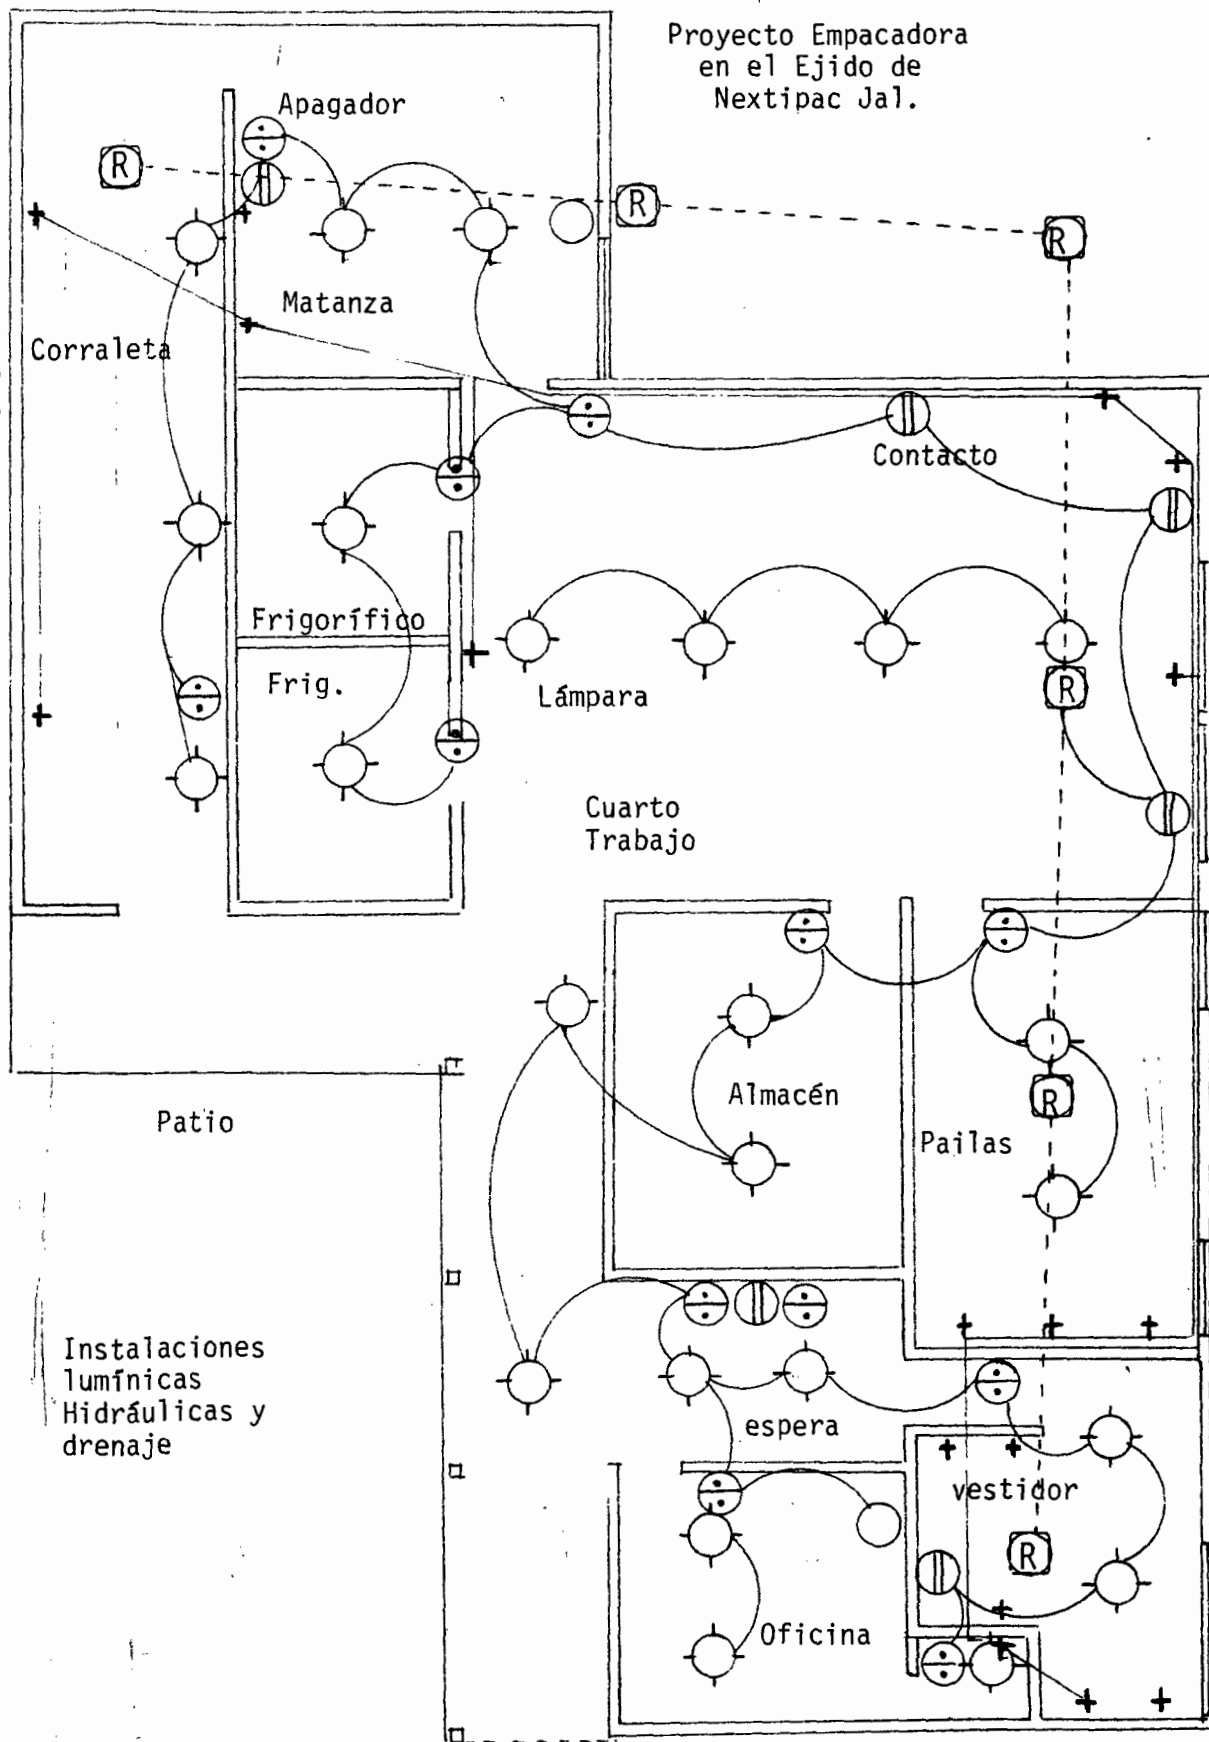 Proyecto Empacadora
en el Ejido de
Nextipac Jal.
Apagador
R
R
R
Matanza
Corraleta
Contacto
Frigorífico
Frig.
Lámpara
R
Cuarto
Trabajo
Almacén
R
Patio
Pailas
Instalaciones
lumínicas
Hidráulicas y
drenaje
espera
vestidor
R
Oficina